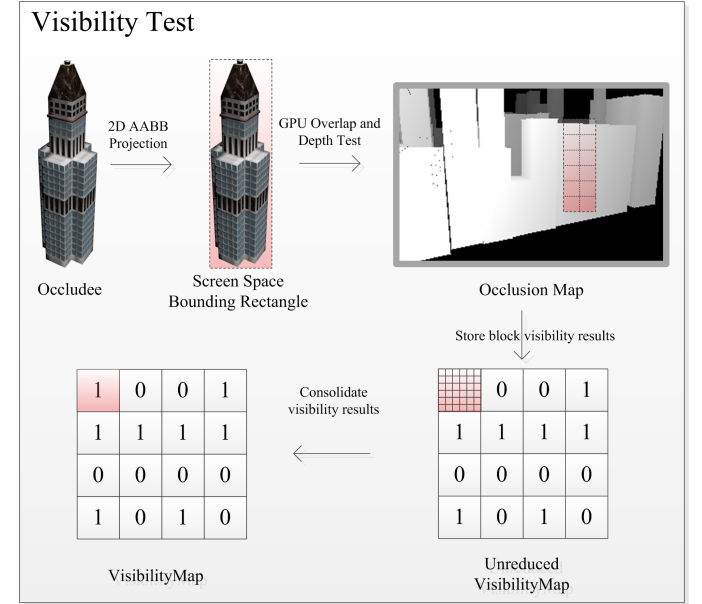 Visibility Test
2D AABB
Projection
GPU Overlap and
Depth Test
Occludee
Screen Space
Bounding Rectangle
Occlusion Map
Store block visibility results
1 0 0 1
1 1 1 1
0 0 0 0
1 0 1 0
Consolidate
visibility results
0 0 1
1 1 1 1
0 0 0 0
1 0 1 0
VisibilityMap
Unreduced
VisibilityMap